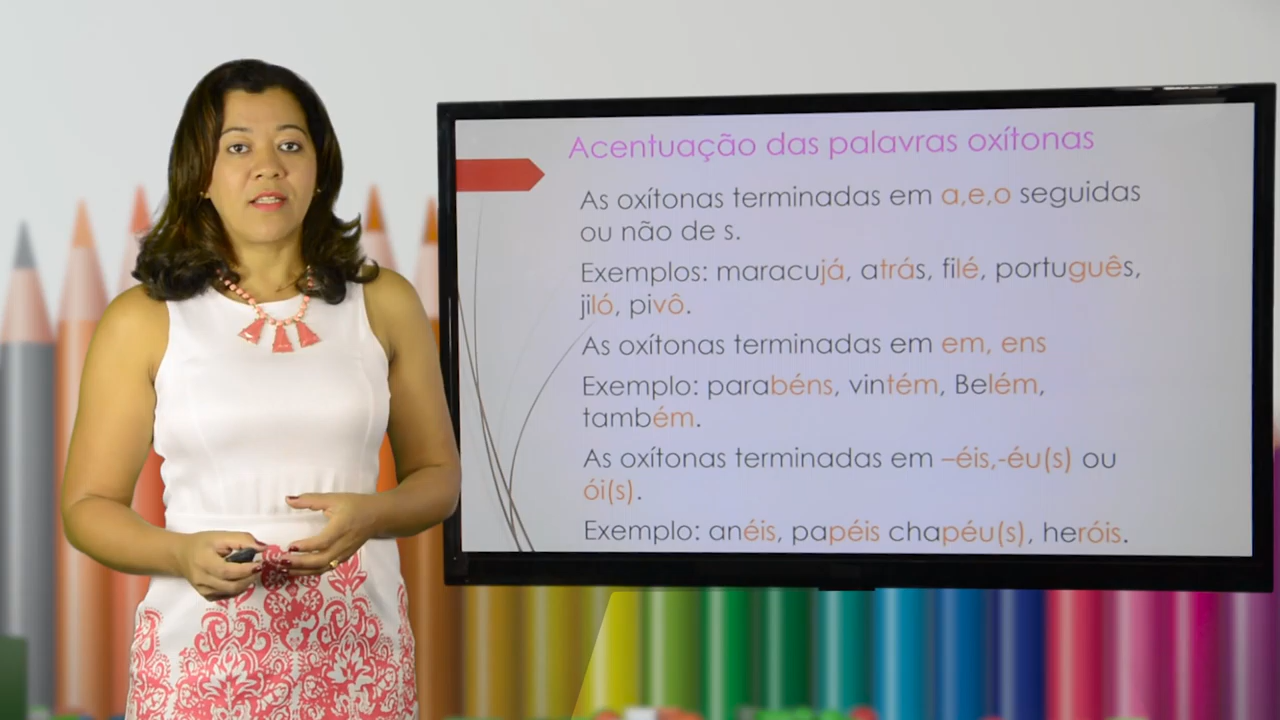 Acentuação das palavras oxítonas
As oxítonas terminadas em a,e,o seguidas
ou não de s.
Exemplos: maracujá, atrás, filé, português,
jiló, pivô.
As oxítonas terminadas em em, ens
Exemplo: parabéns, vintém, Belém,
também.
As oxítonas terminadas em –éis,-éu(s) ou
ói(s).
Exemplo: anéis, papéis chapéu(s), heróis.